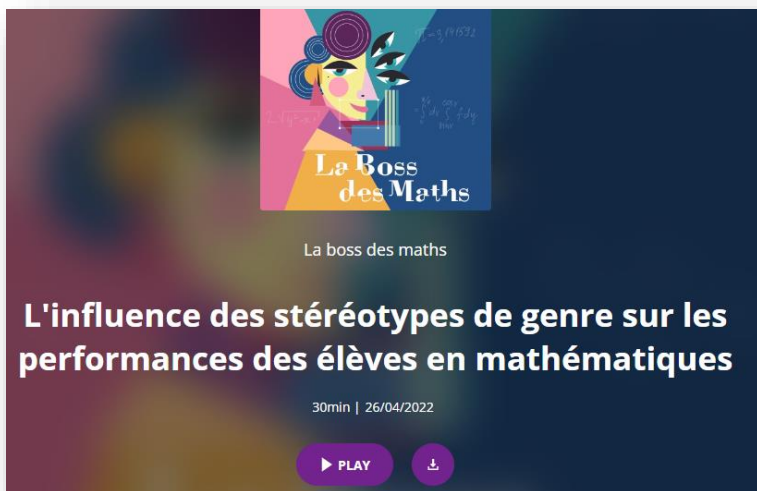 La Boss
des Maths
La boss des maths
L'influence des stéréotypes de genre sur les
performances des élèves en mathématiques
30min | 26/04/2022
PLAY